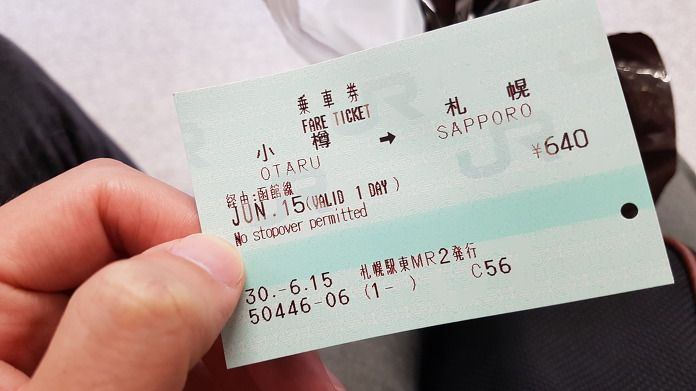 乗車券
FARE TICKET
小樽 → 札幌
OTARU SAPPORO
¥640
経由:函館線
JUN.15(VALID 1 DAY)
No stopover permitted
30.-6.15 札幌駅東MR2発行
50446-06 (1- ) C56